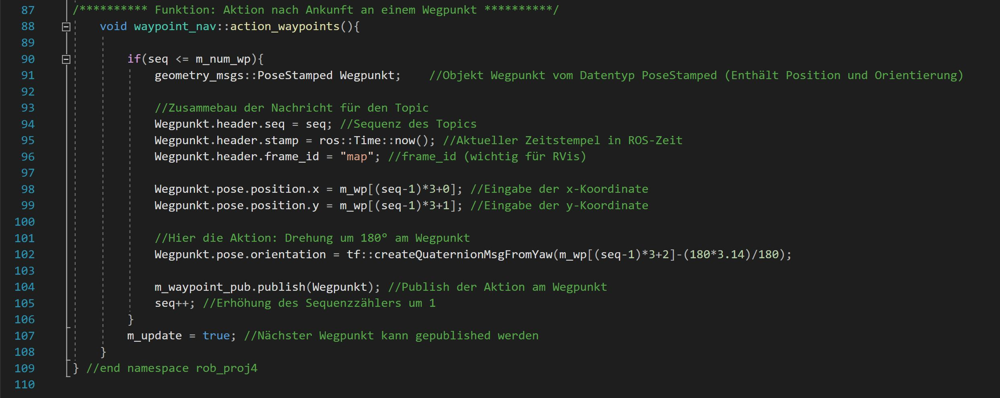 87 /********** Funktion: Aktion nach Ankunft an einem Wegpunkt **********/
88 void waypoint_nav::action_waypoints(){
89
90 if(seq <= m_num_wp){
91 geometry_msgs::PoseStamped Wegpunkt; //Objekt Wegpunkt vom Datentyp PoseStamped (Enthält Position und Orientierung)
92
93 //Zusammebau der Nachricht für den Topic
94 Wegpunkt.header.seq = seq; //Sequenz des Topics
95 Wegpunkt.header.stamp = ros::Time::now(); //Aktueller Zeitstempel in ROS-Zeit
96 Wegpunkt.header.frame_id = "map"; //frame_id (wichtig für RVis)
97
98 Wegpunkt.pose.position.x = m_wp[(seq-1)*3+0]; //Eingabe der x-Koordinate
99 Wegpunkt.pose.position.y = m_wp[(seq-1)*3+1]; //Eingabe der y-Koordinate
100
101 //Hier die Aktion: Drehung um 180º am Wegpunkt
102 Wegpunkt.pose.orientation = tf::createQuaternionMsgFromYaw(m_wp[(seq-1)*3+2]-(180*3.14)/180);
103
104 m_waypoint_pub.publish(Wegpunkt); //Publish der Aktion am Wegpunkt
105 seq++; //Erhöhung des Sequenzzählers um 1
106 }
107 m_update = true; //Nächster Wegpunkt kann gepublished werden
108 }
109 } //end namespace rob_proj4
110